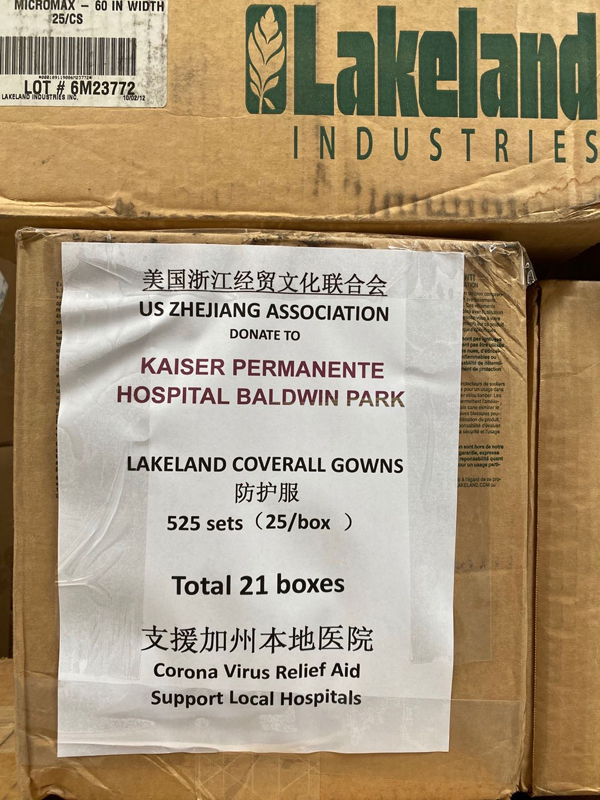 MICROMAX - 60 IN WIDTH
25/CS
LOT # 6M23772
LAKELAND INDUSTRIES INC. 10/02/12
Lakeland
INDUSTRIES
美国浙江经贸文化联合会
US ZHEJIANG ASSOCIATION
DONATE TO
KAISER PERMANENTE
HOSPITAL BALDWIN PARK
LAKELAND COVERALL GOWNS
防护服
525 sets（25/box ）
Total 21 boxes
支援加州本地医院
Corona Virus Relief Aid
Support Local Hospitals